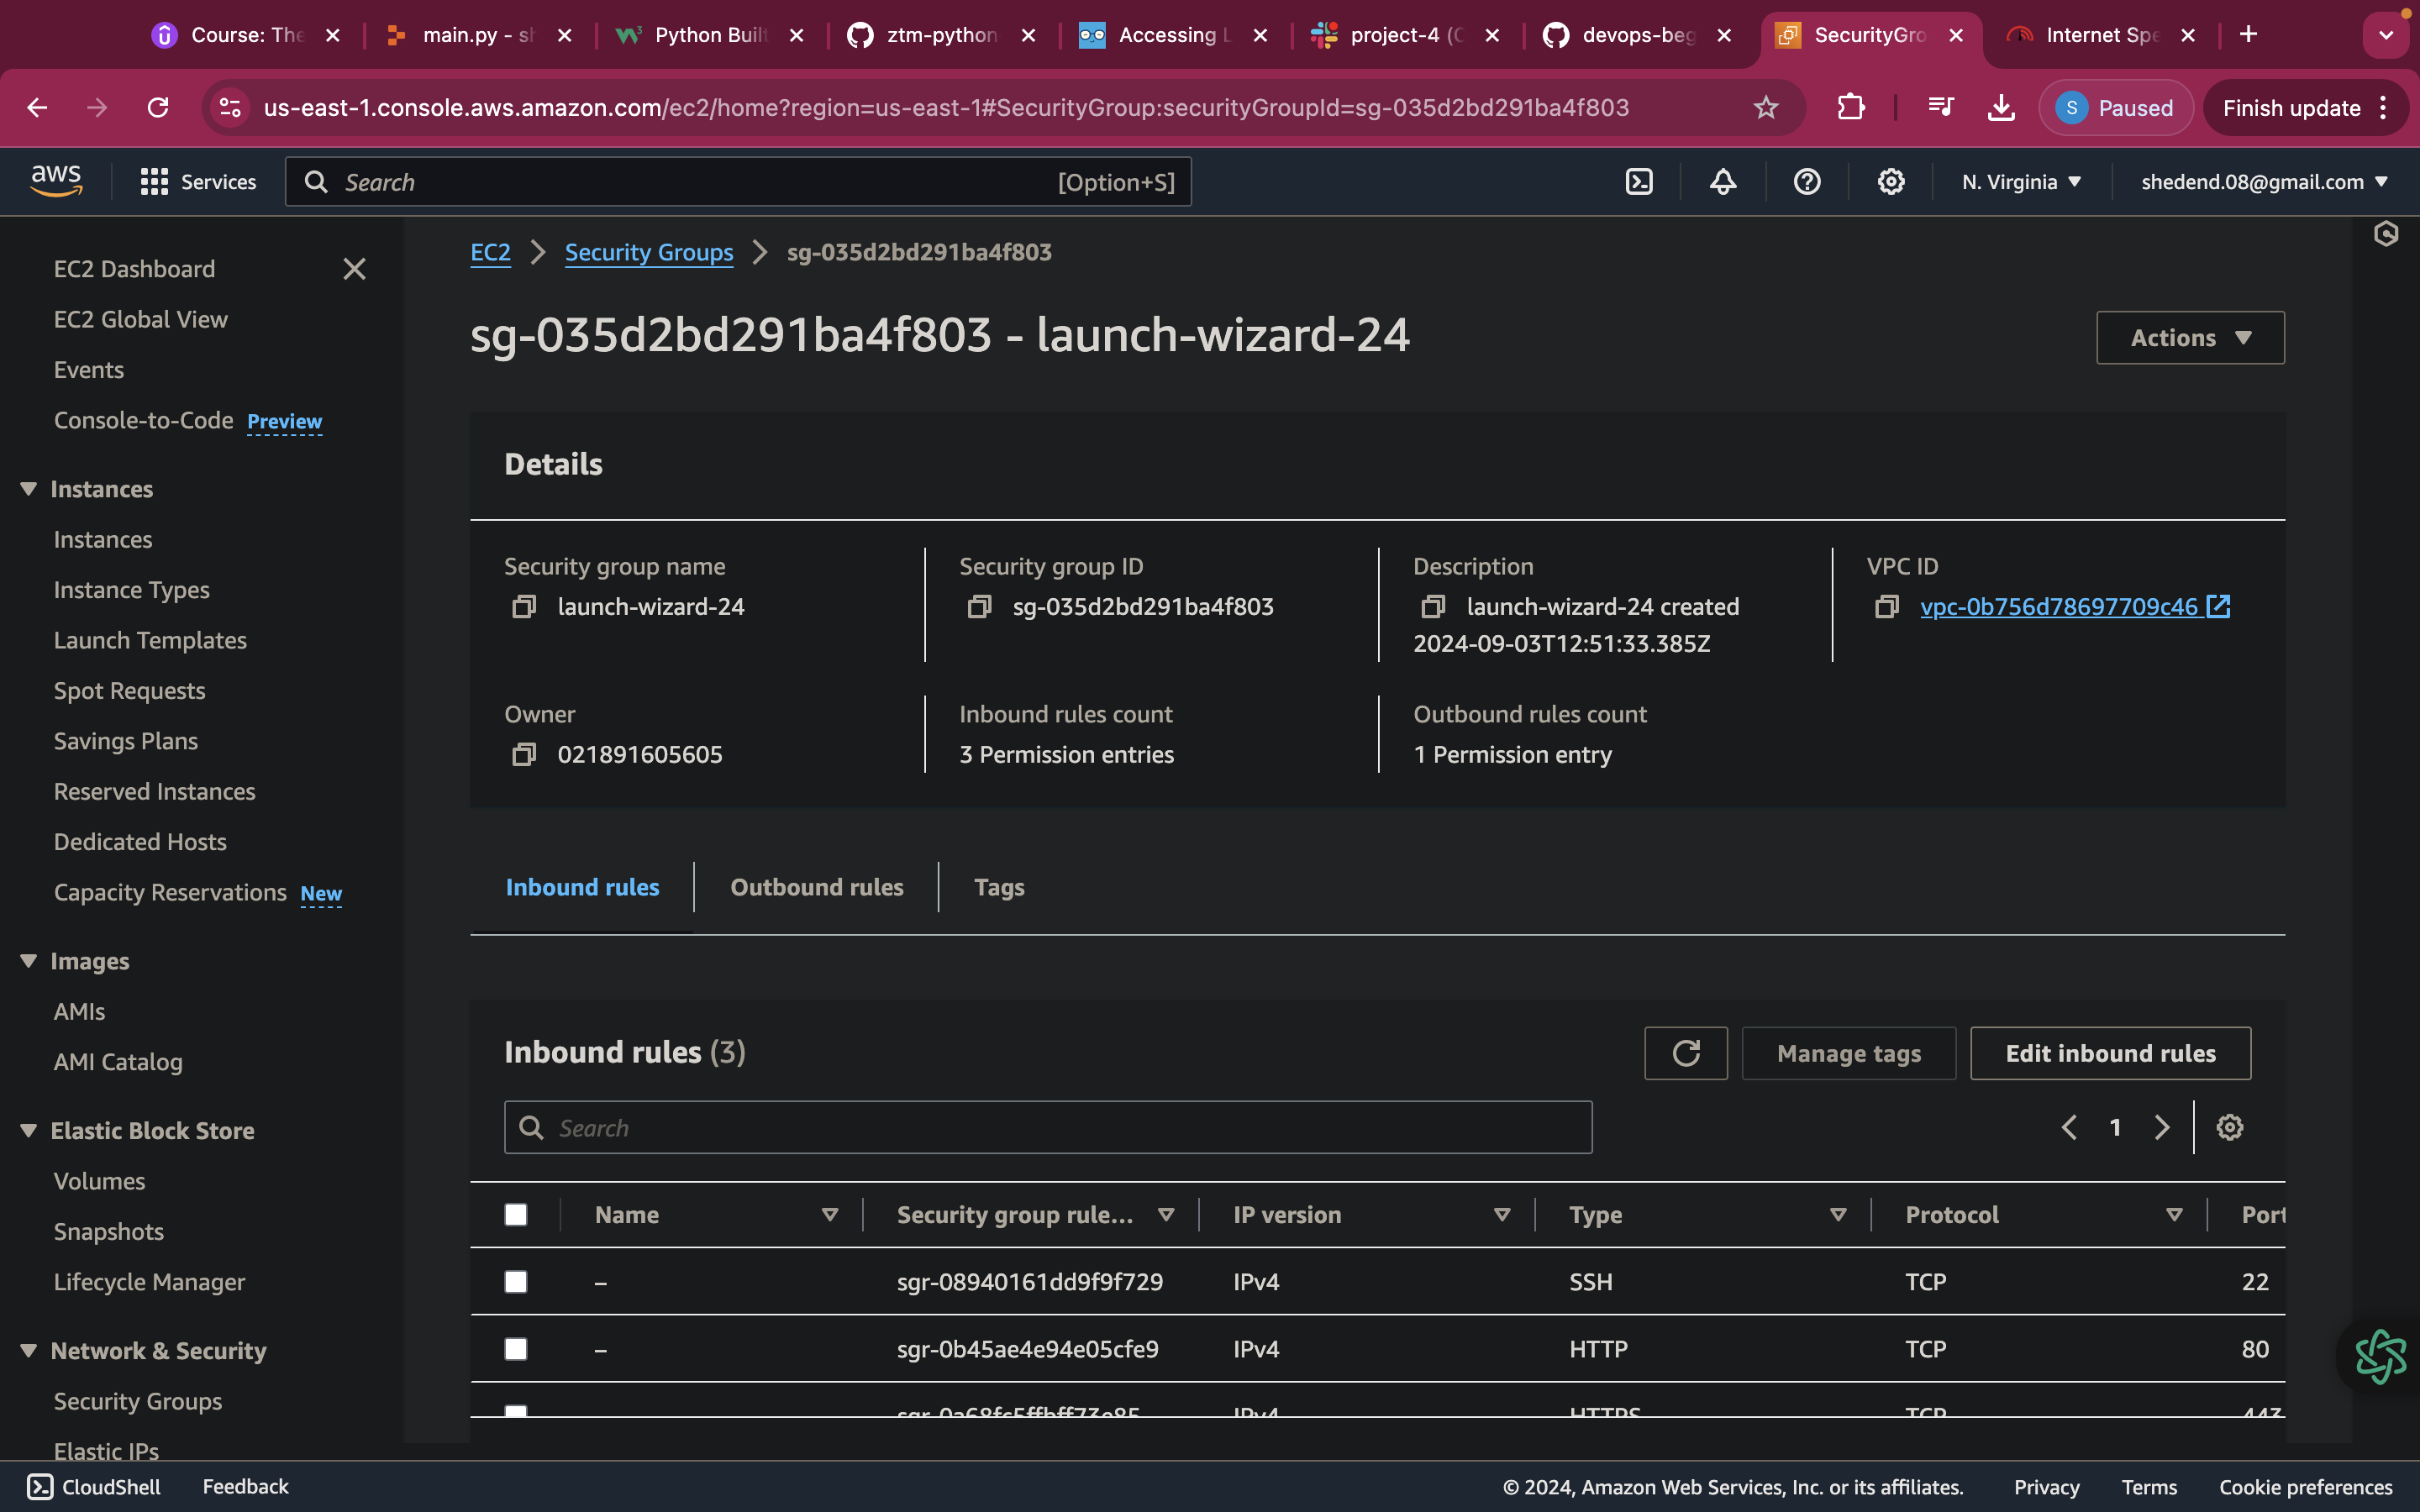 Course: The
main.py - sh
Python Built
ztm-python
Accessing L
project-4 (C
devops-beg
SecurityGro
Internet Spe
us-east-1.console.aws.amazon.com/ec2/home?region=us-east-1#SecurityGroup:securityGroupId=sg-035d2bd291ba4f803
S Paused
Finish update
aws
Services
Search [Option+S]
N. Virginia
shedend.08@gmail.com
EC2 Dashboard
EC2 Global View
Events
Console-to-Code Preview
Instances
Instances
Instance Types
Launch Templates
Spot Requests
Savings Plans
Reserved Instances
Dedicated Hosts
Capacity Reservations New
Images
AMIs
AMI Catalog
Elastic Block Store
Volumes
Snapshots
Lifecycle Manager
Network & Security
Security Groups
Elastic IPs
EC2 > Security Groups > sg-035d2bd291ba4f803
sg-035d2bd291ba4f803 - launch-wizard-24
Actions
Details
Security group name
launch-wizard-24
Security group ID
sg-035d2bd291ba4f803
Description
launch-wizard-24 created
2024-09-03T12:51:33.385Z
VPC ID
vpc-0b756d78697709c46
Owner
021891605605
Inbound rules count
3 Permission entries
Outbound rules count
1 Permission entry
Inbound rules
Outbound rules
Tags
Inbound rules (3)
Manage tags
Edit inbound rules
Search
1
Name Security group rule... IP version Type Protocol Port
– sgr-08940161dd9f9f729 IPv4 SSH TCP 22
– sgr-0b45ae4e94e05cfe9 IPv4 HTTP TCP 80
sgr-0a68fc5ffbff73e85 IPv4 HTTPS TCP 443
CloudShell
Feedback
© 2024, Amazon Web Services, Inc. or its affiliates.
Privacy
Terms
Cookie preferences